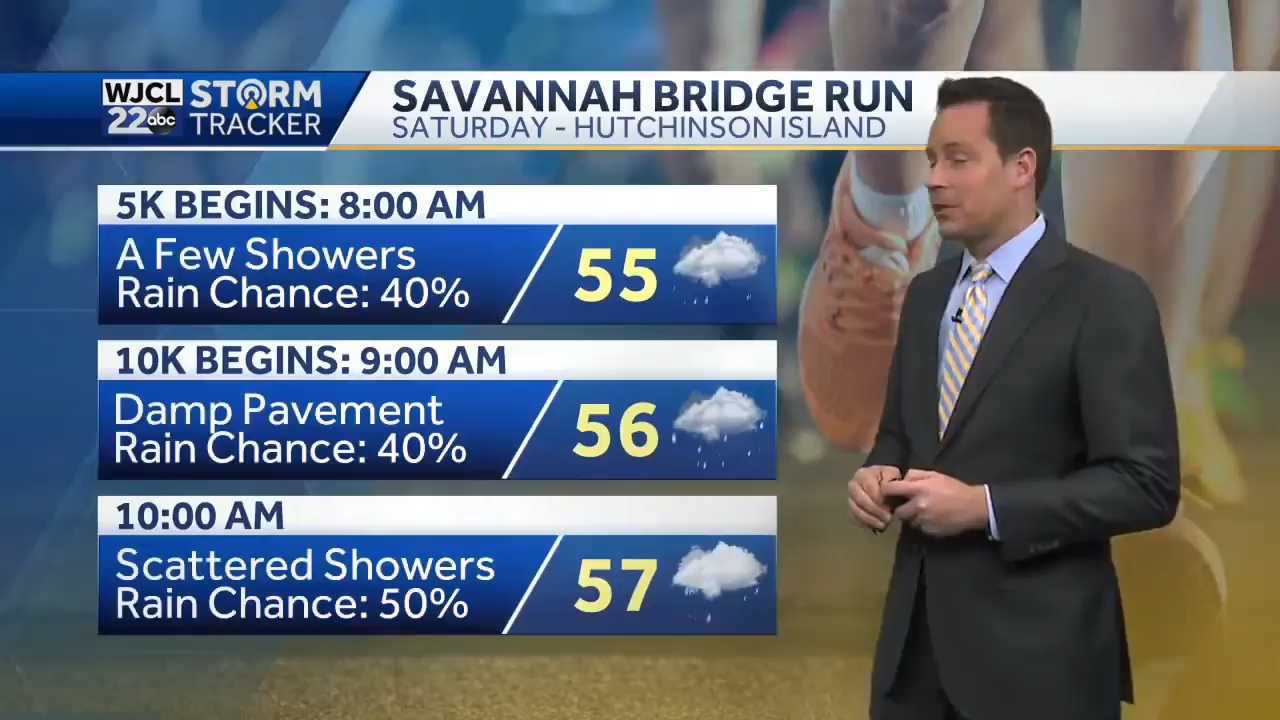 WJCL
22 abc
STORM
TRACKER
SAVANNAH BRIDGE RUN
SATURDAY - HUTCHINSON ISLAND
5K BEGINS: 8:00 AM
A Few Showers
Rain Chance: 40%
55
10K BEGINS: 9:00 AM
Damp Pavement
Rain Chance: 40%
56
10:00 AM
Scattered Showers
Rain Chance: 50%
57